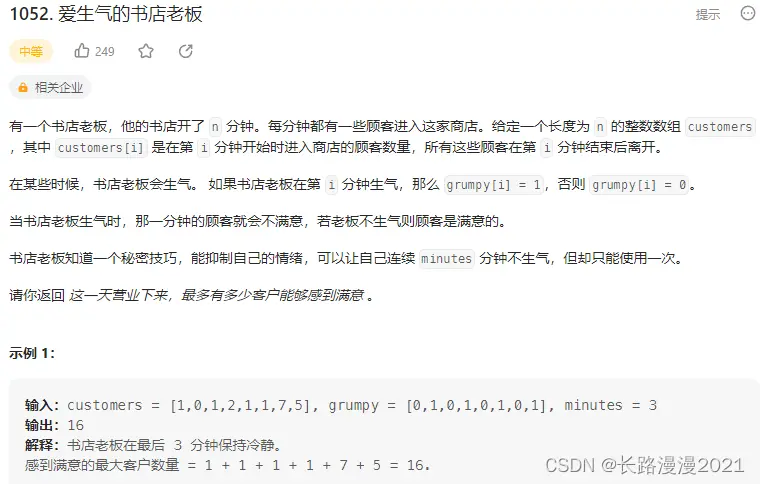 1052. 爱生气的书店老板
提示
中等 249
相关企业
有一个书店老板，他的书店开了 n 分钟。每分钟都有一些顾客进入这家商店。给定一个长度为 n 的整数数组 customers
，其中 customers[i] 是在第 i 分钟开始时进入商店的顾客数量，所有这些顾客在第 i 分钟结束后离开。
在某些时候，书店老板会生气。 如果书店老板在第 i 分钟生气，那么 grumpy[i] = 1，否则 grumpy[i] = 0。
当书店老板生气时，那一分钟的顾客就会不满意，若老板不生气则顾客是满意的。
书店老板知道一个秘密技巧，能抑制自己的情绪，可以让自己连续 minutes 分钟不生气，但却只能使用一次。
请你返回 这一天营业下来，最多有多少客户能够感到满意 。
示例 1：
输入：customers = [1,0,1,2,1,1,7,5], grumpy = [0,1,0,1,0,1,0,1], minutes = 3
输出：16
解释：书店老板在最后 3 分钟保持冷静。
感到满意的最大客户数量 = 1 + 1 + 1 + 1 + 7 + 5 = 16.
CSDN @长路漫漫2021